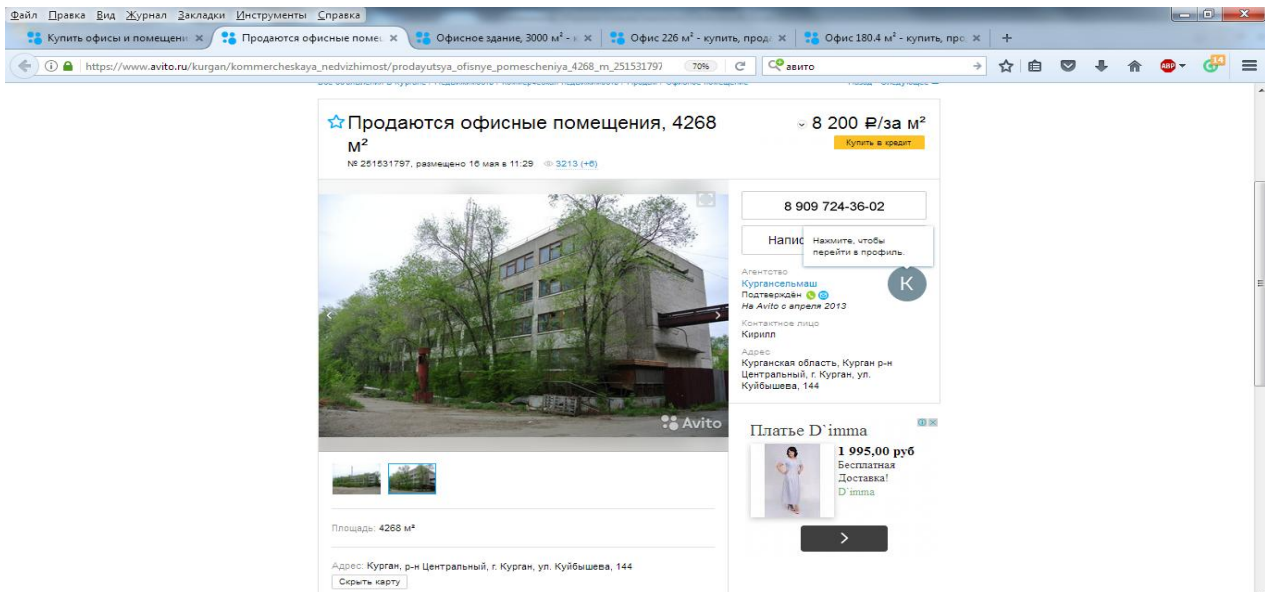 Файл Правка Вид Журнал Закладки Инструменты Справка
Купить офисы и помещени × Продаются офисные помещ × Офисное здание, 3000 м² - к × Офис 226 м² - купить, прода × Офис 180.4 м² - купить, про × +
https://www.avito.ru/kurgan/kommercheskaya_nedvizhimost/prodayutsya_ofisnye_pomescheniya_4268_m_251531797 70% авито
Продаются офисные помещения, 4268 м²
8 200 ₽/за м²
Купить в кредит
№ 251531797, размещено 16 мая в 11:29 3213 (+6)
8 909 724-36-02
Напис
Нажмите, чтобы
перейти в профиль.
Агентство
Кургансельмаш
К
Подтверждён
На Avito с апреля 2013
Контактное лицо
Кирилл
Адрес
Курганская область, Курган р-н
Центральный, г. Курган, ул.
Куйбышева, 144
Avito
Платье D`imma
1 995,00 руб
Бесплатная
Доставка!
D`imma
Площадь: 4268 м²
Адрес: Курган, р-н Центральный, г. Курган, ул. Куйбышева, 144
Скрыть карту